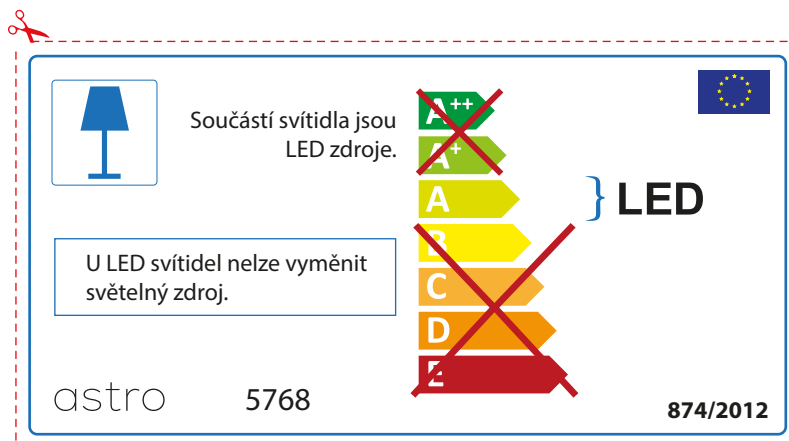 Součástí svítidla jsou
LED zdroje.
A++
A+
A
B
C
D
E
LED
U LED svítidel nelze vyměnit
světelný zdroj.
astro
5768
874/2012